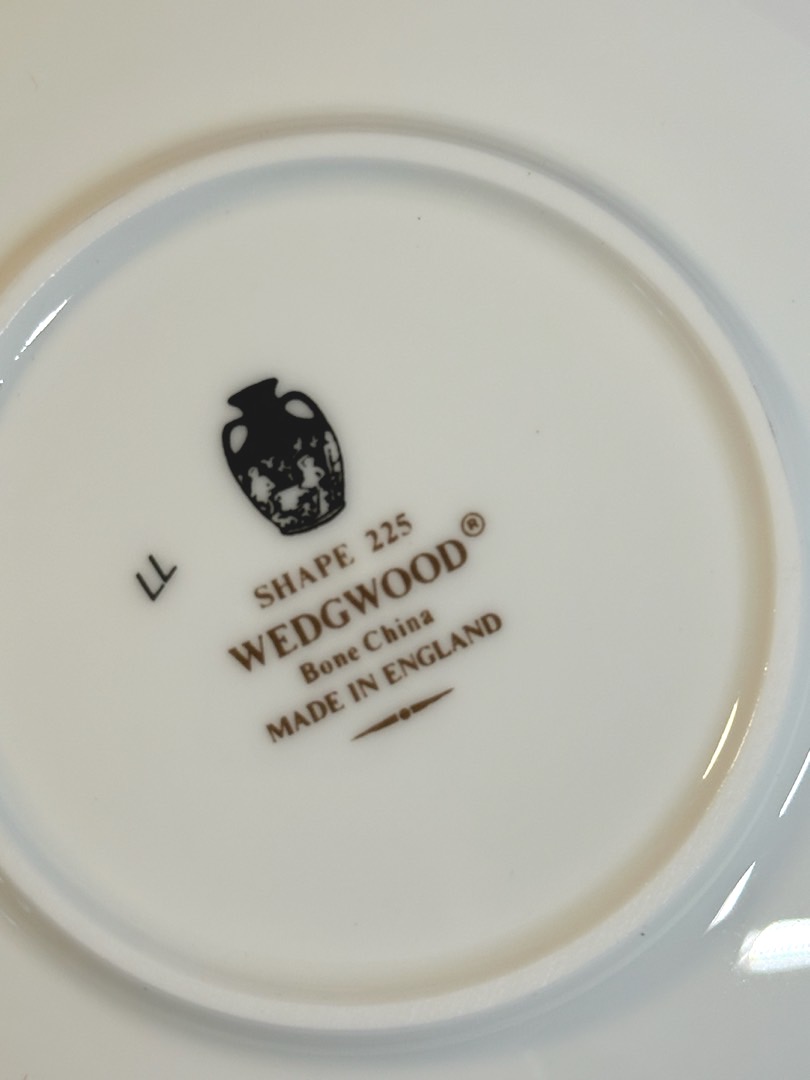 LL
SHAPE 225
WEDGWOOD®
Bone China
MADE IN ENGLAND